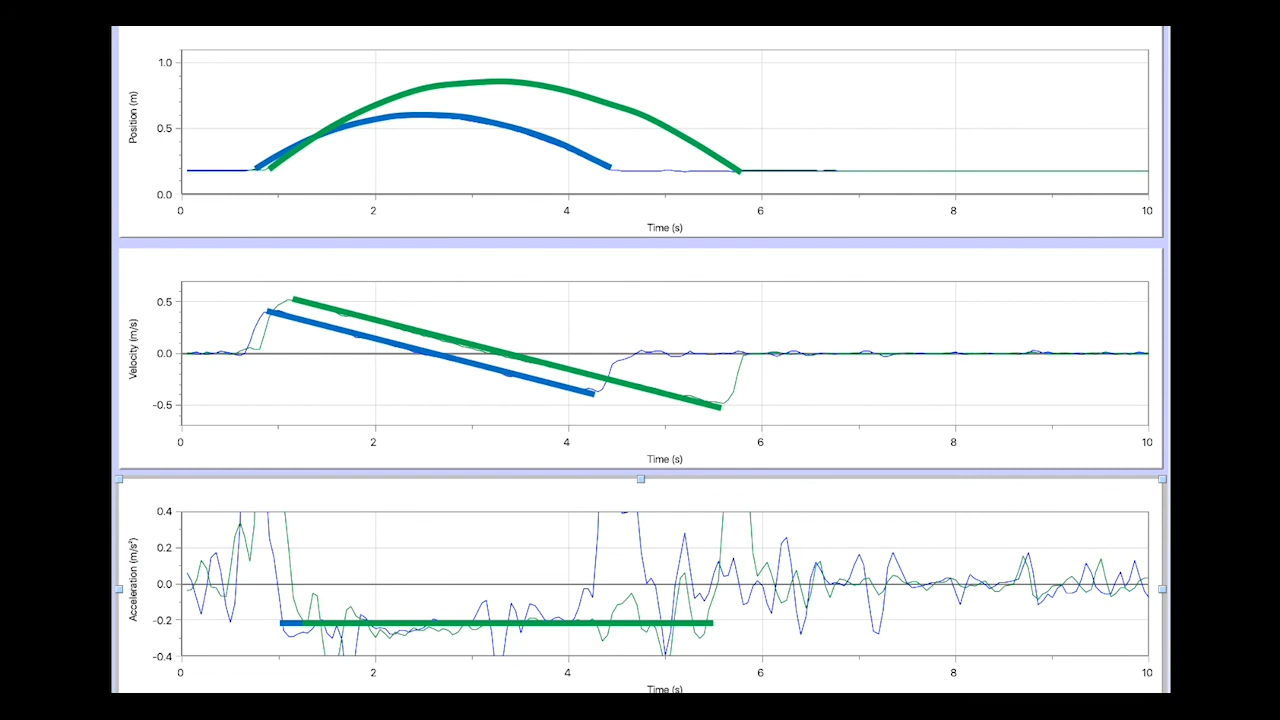 Position (m)
1.0
0.5
0.0
0 2 4 6 8 10
Time (s)
Velocity (m/s)
0.5
0.0
-0.5
0 2 4 6 8 10
Time (s)
Acceleration (m/s²)
0.4
0.2
0.0
-0.2
-0.4
0 2 4 6 8 10
Time (s)